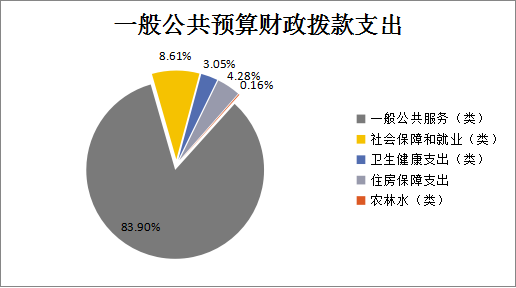 一般公共预算财政拨款支出
8.61%
3.05%
4.28%
0.16%
83.90%
一般公共服务（类）
社会保障和就业（类）
卫生健康支出（类）
住房保障支出
农林水（类）